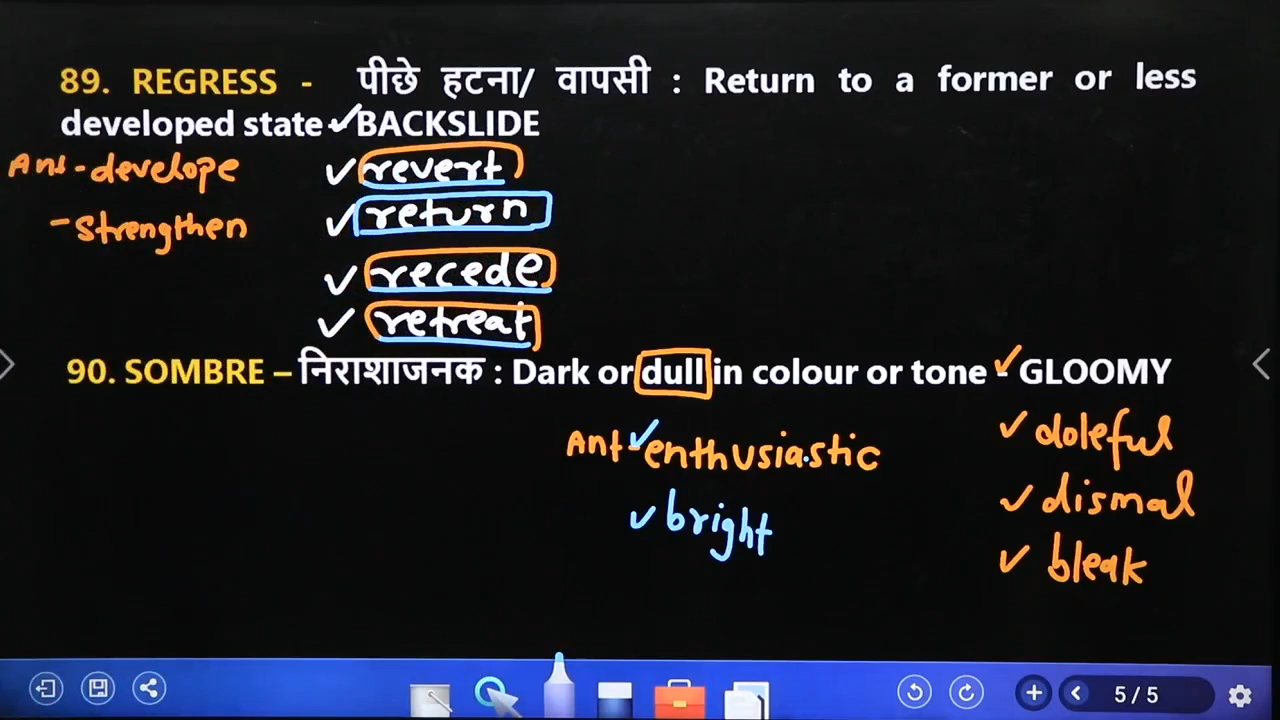 89. REGRESS - पीछे हटना/ वापसी : Return to a former or less
developed state - BACKSLIDE
Ant - develope
- strengthen
revert
return
recede
retreat
90. SOMBRE – निराशाजनक : Dark or dull in colour or tone - GLOOMY
Ant - enthusiastic
bright
doleful
dismal
bleak
5 / 5